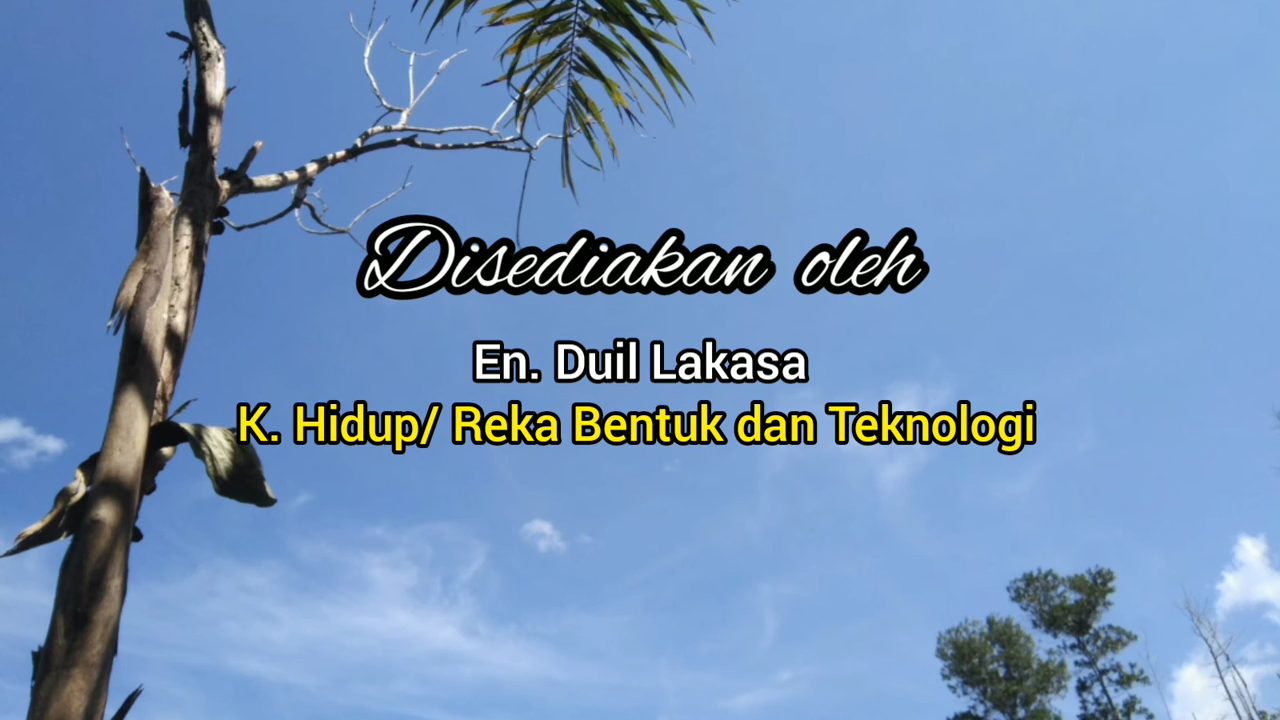 Disediakan oleh
En. Duil Lakasa
K. Hidup/ Reka Bentuk dan Teknologi